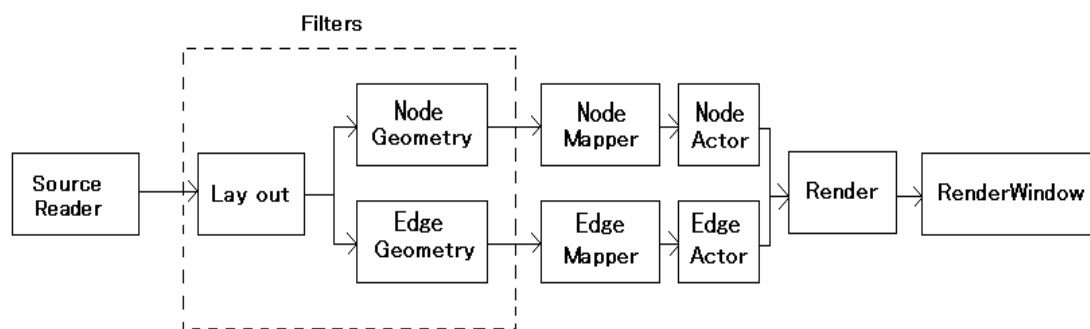 Filters
Source
Reader
Lay out
Node
Geometry
Edge
Geometry
Node
Mapper
Edge
Mapper
Node
Actor
Edge
Actor
Render
RenderWindow